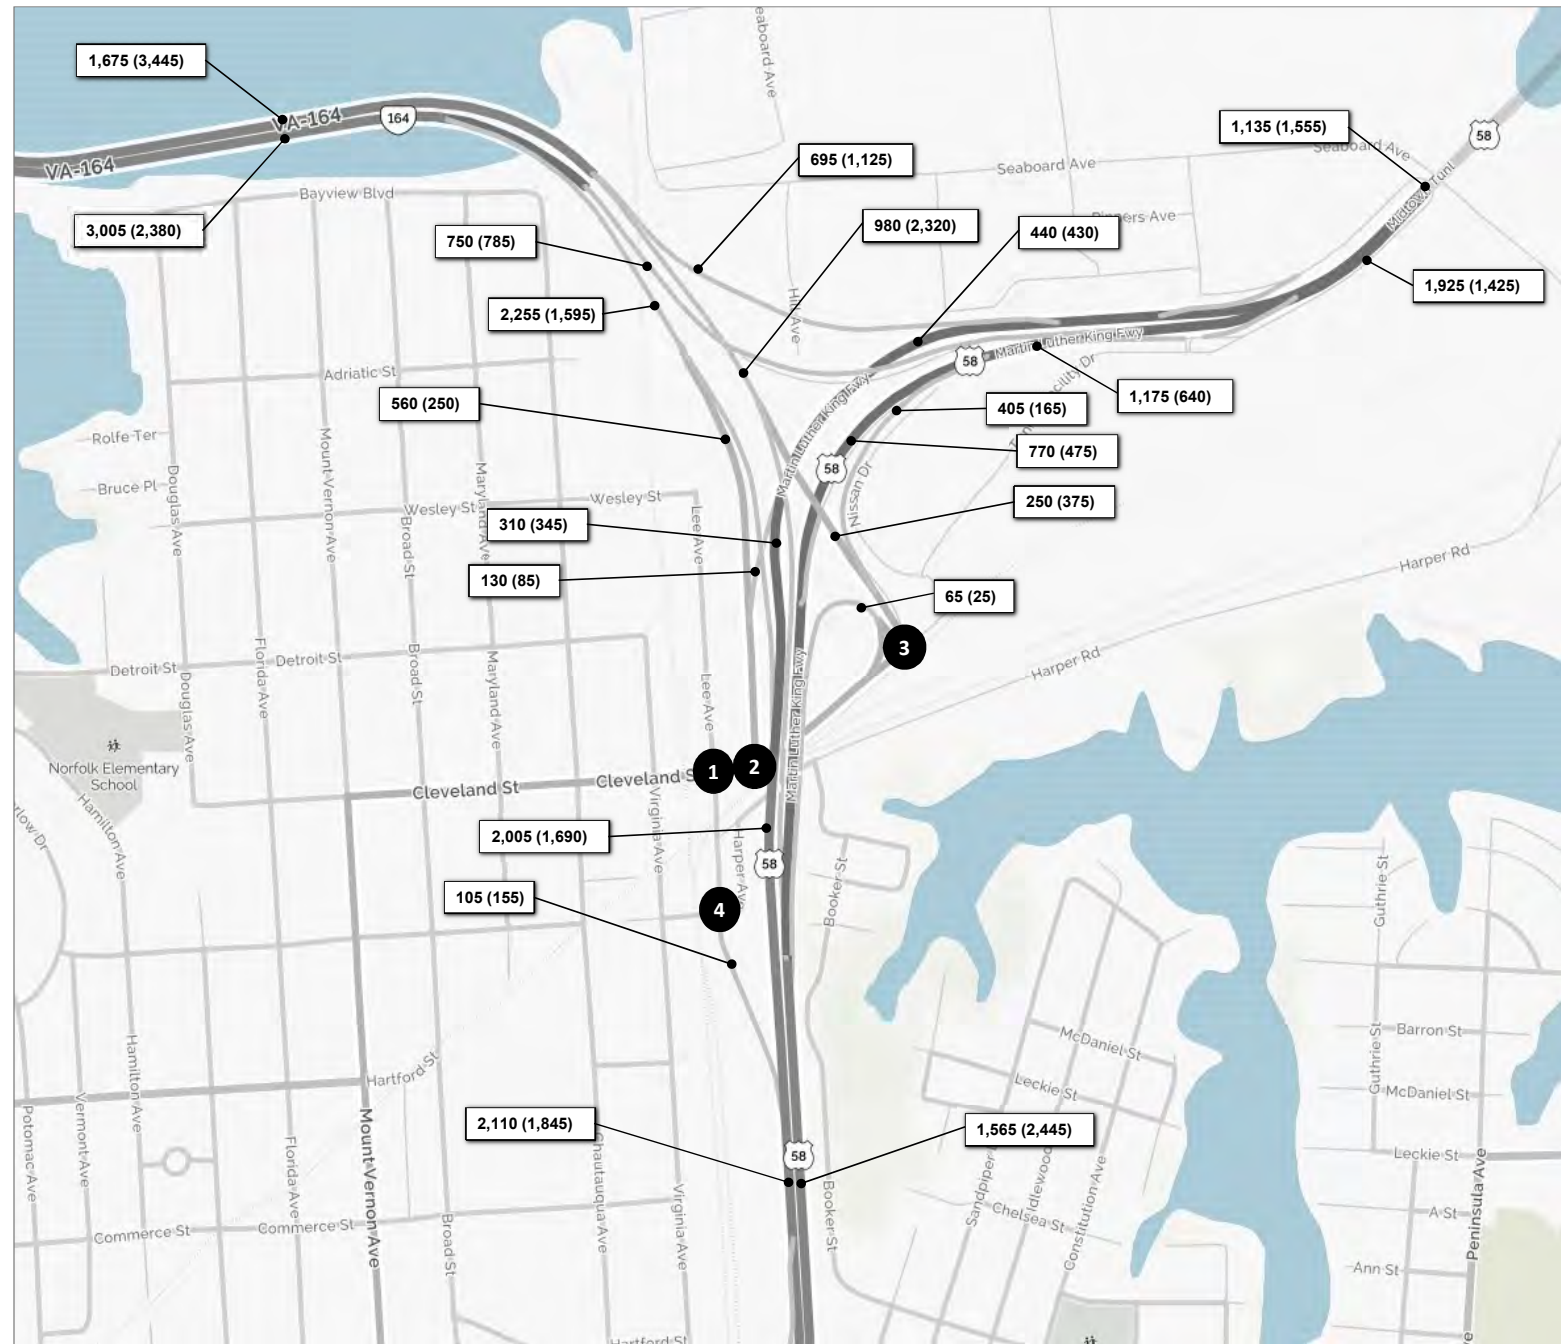 eaboard Ave
1,675 (3,445)
VA-164
164
VA-164
1,135 (1,555)
58
Seaboard Ave
695 (1,125)
Seaboard Ave
Midtown Tunl
Bayview Blvd
980 (2,320)
440 (430)
3,005 (2,380)
750 (785)
1,925 (1,425)
2,255 (1,595)
Hill Ave
Martin Luther King Fwy
58
Adriatic St
1,175 (640)
560 (250)
Martin Luther King Fwy
405 (165)
Rolfe Ter
770 (475)
58
Bruce Pl
Douglas Ave
Mount Vernon Ave
Maryland Ave
Wesley St
Wesley St
Nissan Dr
250 (375)
Broad St
Lee Ave
310 (345)
130 (85)
Harper Rd
65 (25)
3
Detroit St
Detroit St
Florida Ave
Broad St
Maryland Ave
Harper Rd
Douglas Ave
Lee Ave
Martin Luther King Fwy
Norfolk Elementary
School
1
2
Cleveland St
Cleveland S
Hamilton Ave
Virginia Ave
rlow Dr
2,005 (1,690)
Harper Ave
58
Booker St
Guthrie St
105 (155)
4
Hamilton Ave
McDaniel St
Guthrie St
Barron St
Hartford St
Leckie St
McDaniel St
Potomac Ave
Vermont Ave
Mount Vernon Ave
2,110 (1,845)
1,565 (2,445)
58
Florida Ave
Chautauqua Ave
Sandpiper
Idlewood
Constitution Ave
Leckie St
Peninsula Ave
Commerce St
Commerce St
Broad St
Virginia Ave
Booker St
Chelsea St
A St
Ann St
Hartford St